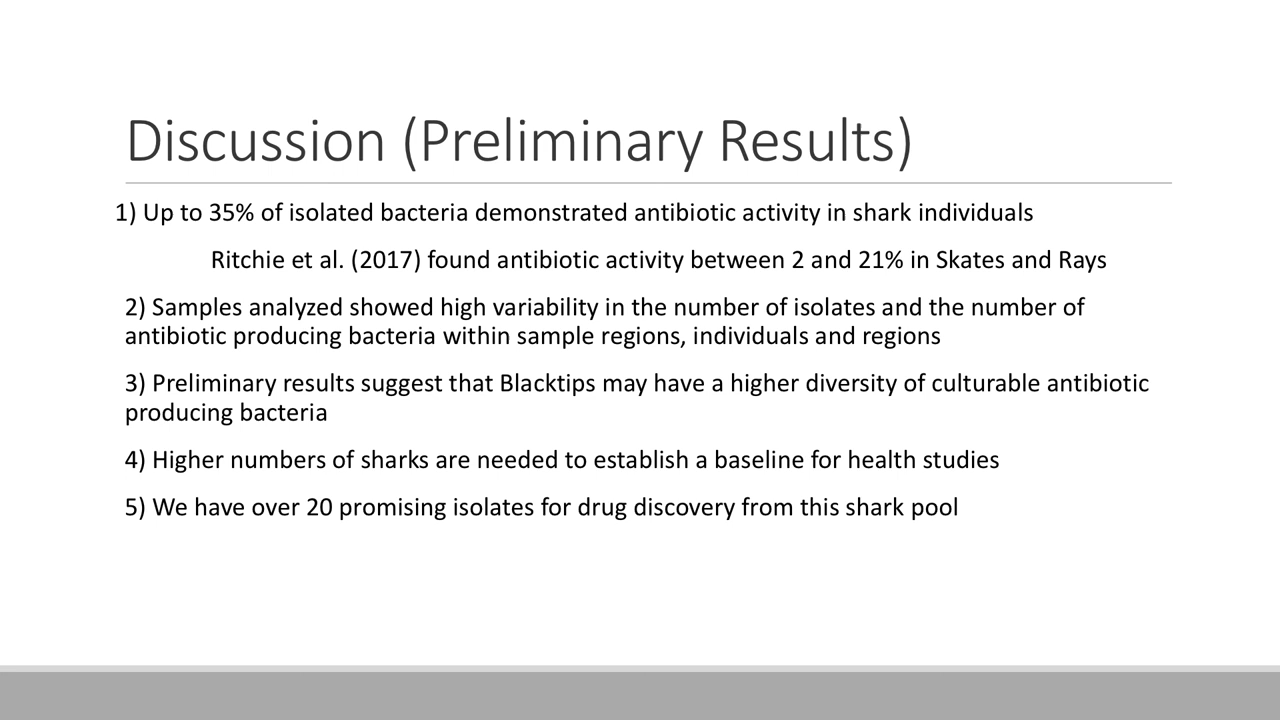 Discussion (Preliminary Results)
1) Up to 35% of isolated bacteria demonstrated antibiotic activity in shark individuals
Ritchie et al. (2017) found antibiotic activity between 2 and 21% in Skates and Rays
2) Samples analyzed showed high variability in the number of isolates and the number of
antibiotic producing bacteria within sample regions, individuals and regions
3) Preliminary results suggest that Blacktips may have a higher diversity of culturable antibiotic
producing bacteria
4) Higher numbers of sharks are needed to establish a baseline for health studies
5) We have over 20 promising isolates for drug discovery from this shark pool